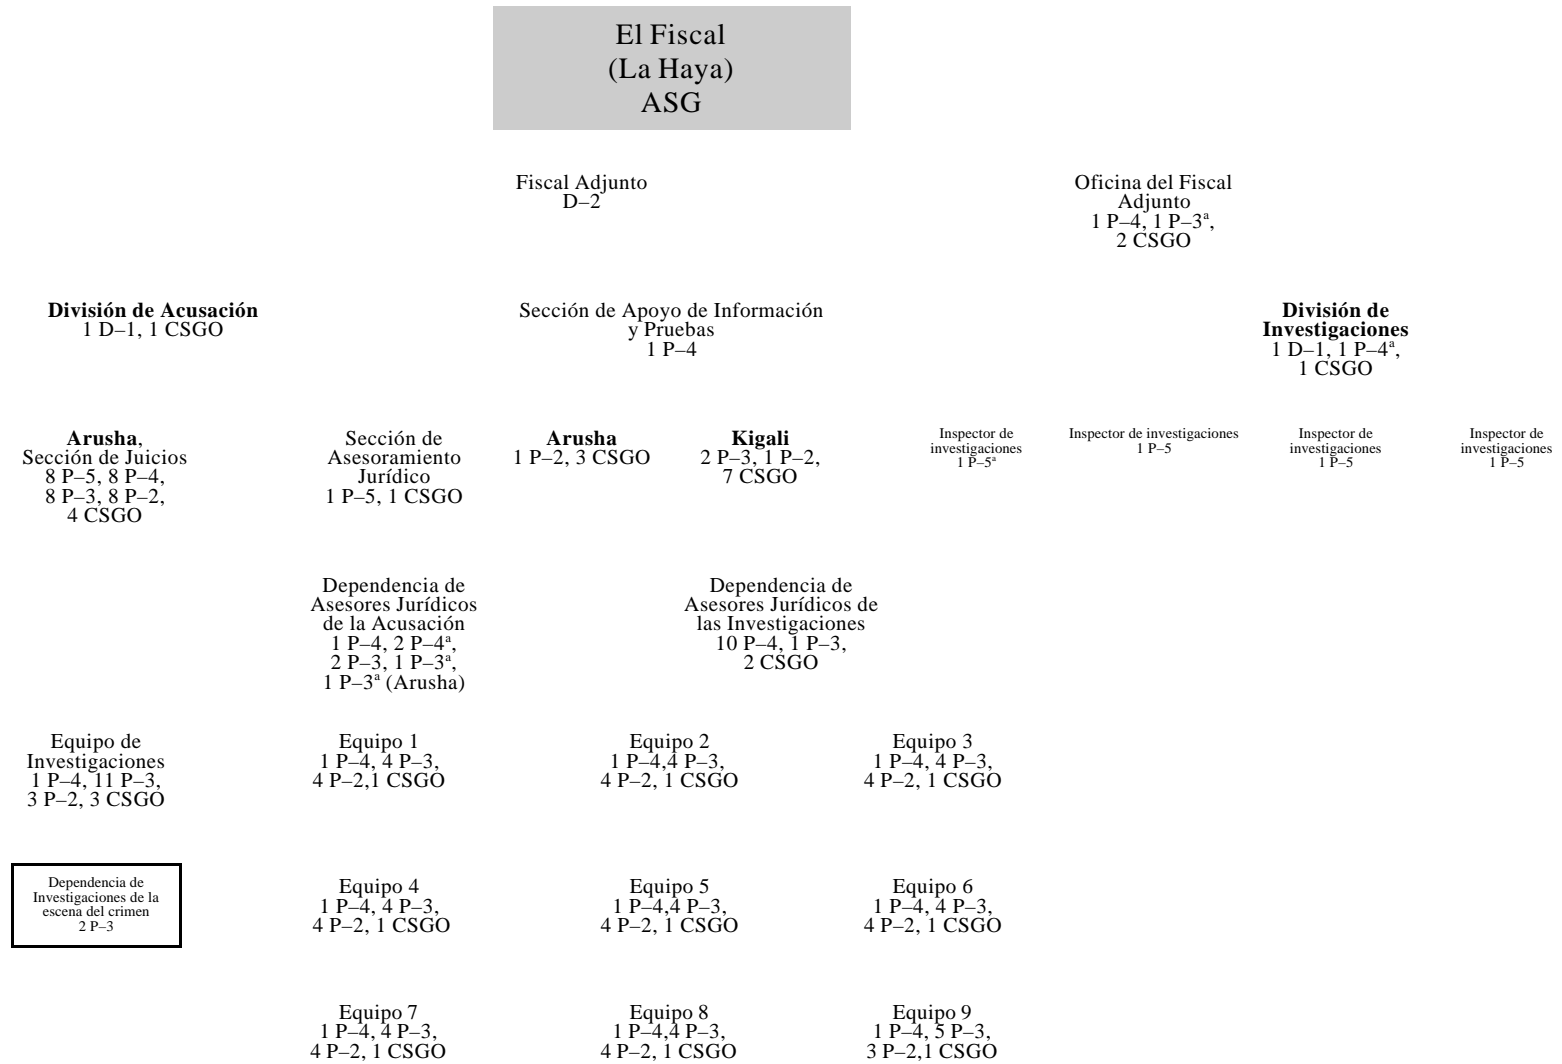 El Fiscal
(La Haya)
ASG
Fiscal Adjunto
D–2
Oficina del Fiscal
Adjunto
1 P–4, 1 P–3ª,
2 CSGO
División de Acusación
1 D–1, 1 CSGO
Sección de Apoyo de Información
y Pruebas
1 P–4
División de
Investigaciones
1 D–1, 1 P–4ª,
1 CSGO
Arusha,
Sección de Juicios
8 P–5, 8 P–4,
8 P–3, 8 P–2,
4 CSGO
Sección de
Asesoramiento
Jurídico
1 P–5, 1 CSGO
Arusha
1 P–2, 3 CSGO
Kigali
2 P–3, 1 P–2,
7 CSGO
Inspector de
investigaciones
1 P–5ª
Inspector de investigaciones
1 P–5
Inspector de
investigaciones
1 P–5
Inspector de
investigaciones
1 P–5
Dependencia de
Asesores Jurídicos
de la Acusación
1 P–4, 2 P–4ª,
2 P–3, 1 P–3ª,
1 P–3ª (Arusha)
Dependencia de
Asesores Jurídicos de
las Investigaciones
10 P–4, 1 P–3,
2 CSGO
Equipo de
Investigaciones
1 P–4, 11 P–3,
3 P–2, 3 CSGO
Equipo 1
1 P–4, 4 P–3,
4 P–2,1 CSGO
Equipo 2
1 P–4,4 P–3,
4 P–2, 1 CSGO
Equipo 3
1 P–4, 4 P–3,
4 P–2, 1 CSGO
Dependencia de
Investigaciones de la
escena del crimen
2 P–3
Equipo 4
1 P–4, 4 P–3,
4 P–2, 1 CSGO
Equipo 5
1 P–4,4 P–3,
4 P–2, 1 CSGO
Equipo 6
1 P–4, 4 P–3,
4 P–2, 1 CSGO
Equipo 7
1 P–4, 4 P–3,
4 P–2, 1 CSGO
Equipo 8
1 P–4,4 P–3,
4 P–2, 1 CSGO
Equipo 9
1 P–4, 5 P–3,
3 P–2,1 CSGO